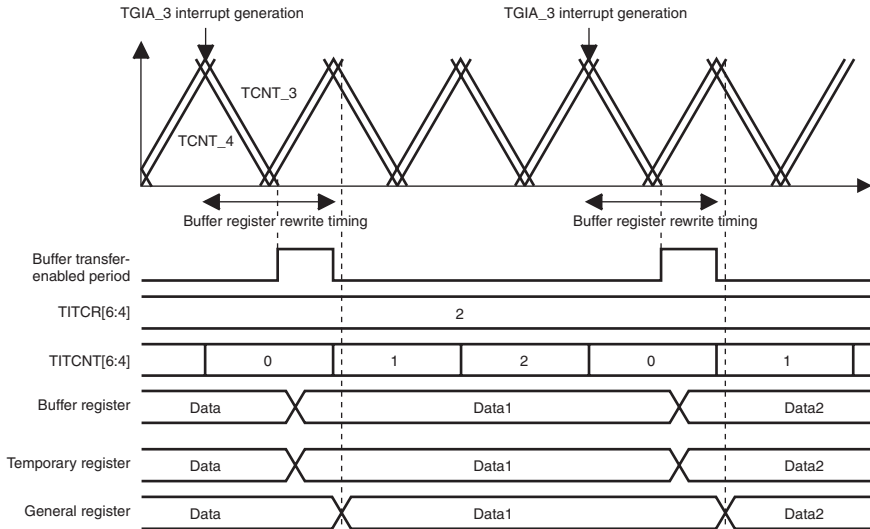 TGIA_3 interrupt generation TGIA_3 interrupt generation
TCNT_3
TCNT_4
Buffer register rewrite timing Buffer register rewrite timing
Buffer transfer-
enabled period
TITCR[6:4] 2
TITCNT[6:4] 0 1 2 0 1
Buffer register Data Data1 Data2
Temporary register Data Data1 Data2
General register Data Data1 Data2